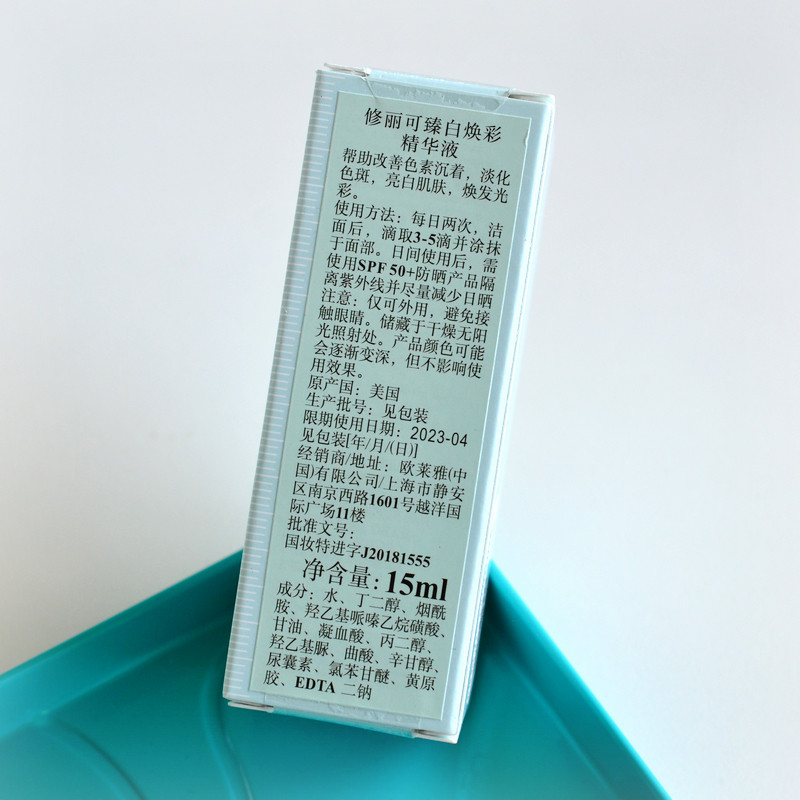 修丽可臻白焕彩
精华液
帮助改善色素沉着，淡化
色斑，亮白肌肤，焕发光
彩。
使用方法：每日两次，洁
面后，滴取3-5滴并涂抹
于面部。日间使用后，需
使用SPF 50+防晒产品隔
离紫外线并尽量减少日晒
注意：仅可外用，避免接
触眼睛。储藏于干燥无阳
光照射处。产品颜色可能
会逐渐变深，但不影响使
用效果。
原产国：美国
生产批号：见包装
限期使用日期：2023-04
见包装[年/月/(日)]
经销商/地址：欧莱雅(中
国)有限公司/上海市静安
区南京西路1601号越洋国
际广场11楼
批准文号：
国妆特进字J20181555
净含量：15ml
成分：水、丁二醇、烟酰
胺、羟乙基哌嗪乙烷磺酸、
甘油、凝血酸、丙二醇、
羟乙基脲、曲酸、辛甘醇、
尿囊素、氯苯甘醚、黄原
胶、EDTA 二钠